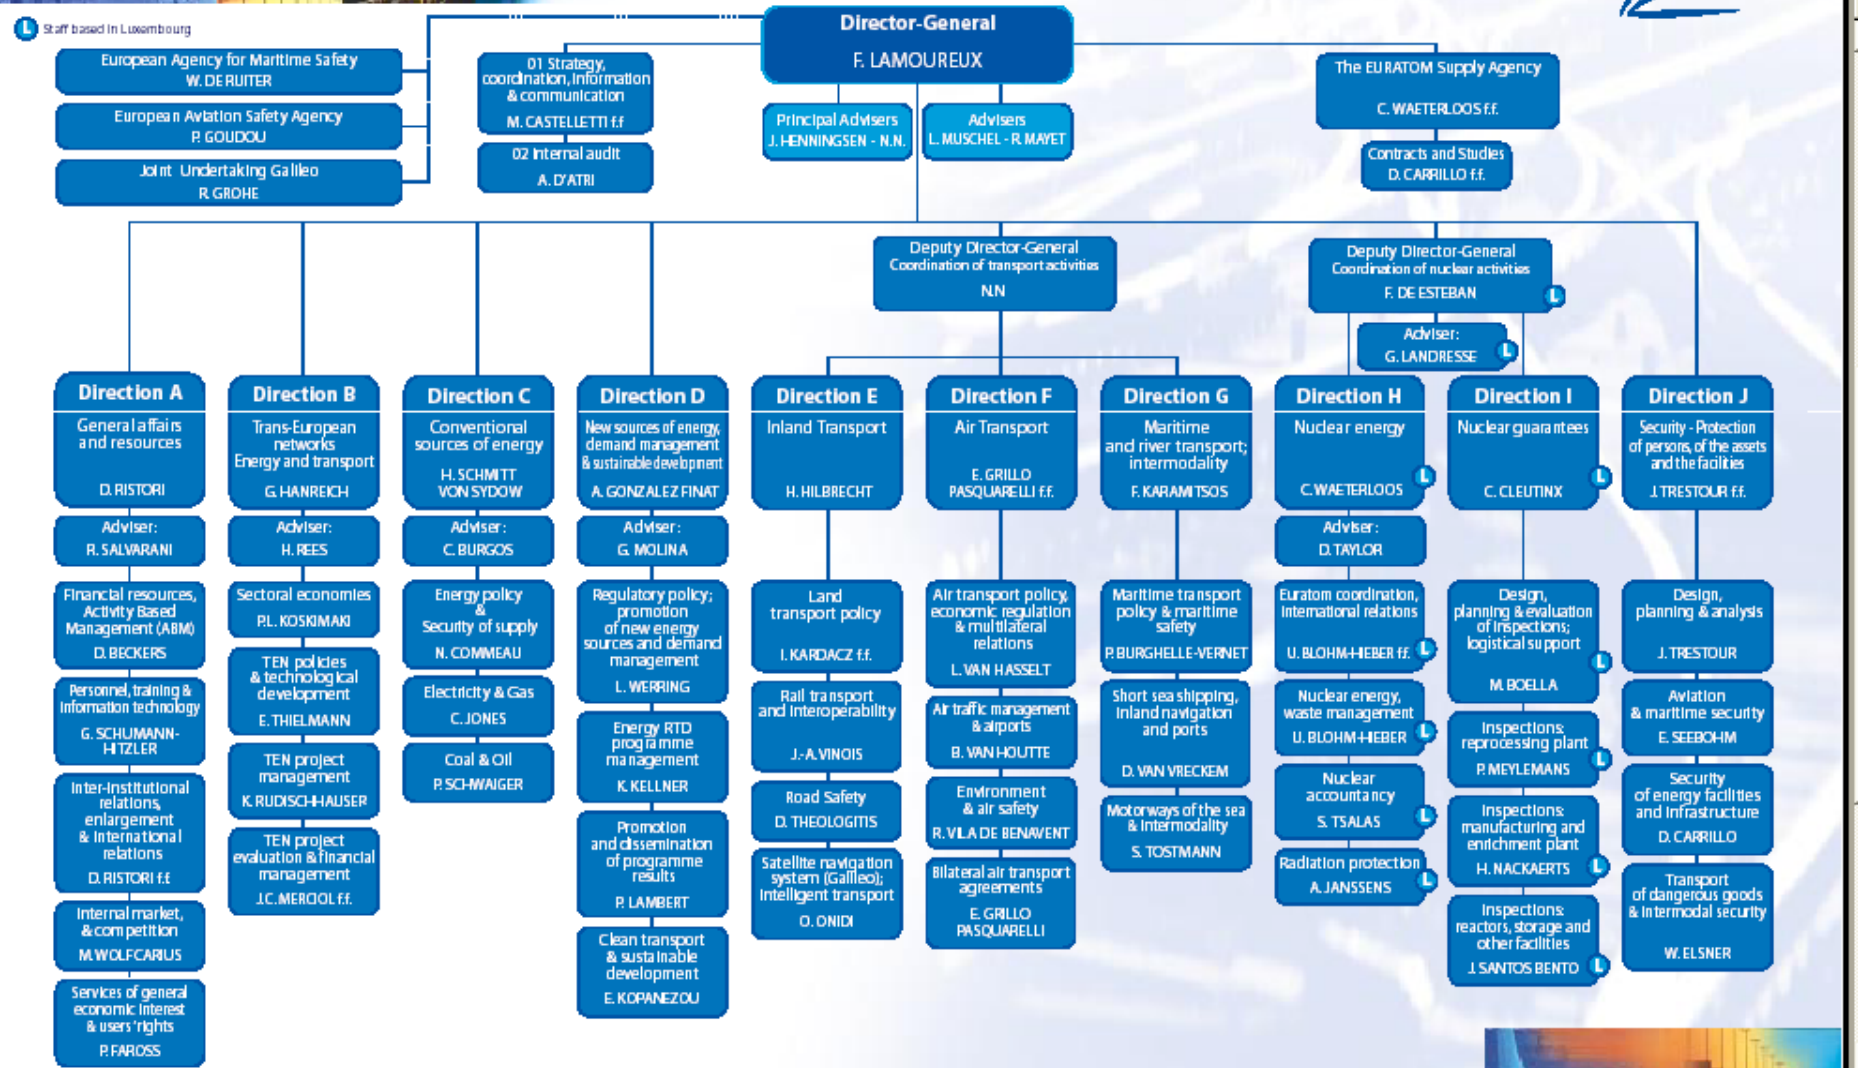 L Staff based in Luxembourg
Director-General
F. LAMOUREUX
European Agency for Maritime Safety
W. DE RUITER
European Aviation Safety Agency
P. GOUDOU
Joint Undertaking Galileo
R. GROHE
01 Strategy,
coordination, information
& communication
M. CASTELLETTI f.f
02 Internal audit
A. D'ATRI
Principal Advisers
J. HENNINGSEN - N.N.
Advisers
L. MUSCHEL - R. MAYET
The EURATOM Supply Agency
C. WAETERLOOS f.f.
Contracts and Studies
D. CARRILLO f.f.
Deputy Director-General
Coordination of transport activities
N.N
Deputy Director-General
Coordination of nuclear activities
F. DE ESTEBAN
L
Adviser:
G. LANDRESSE
L
Direction A
General affairs
and resources
D. RISTORI
Adviser:
R. SALVARANI
Financial resources,
Activity Based
Management (ABM)
D. BECKERS
Personnel, training &
information technology
G. SCHUMANN-
HITZLER
Inter-institutional
relations,
enlargement
& international
relations
D. RISTORI f.f.
Internal market,
& competition
M. WOLFCARIUS
Services of general
economic interest
& users' rights
P. FAROSS
Direction B
Trans-European
networks
Energy and transport
G. HANREICH
Adviser:
H. REES
Sectoral economies
P.L. KOSKIMAKI
TEN policies
& technological
development
E. THIELMANN
TEN project
management
K. RUDISCHHAUSER
TEN project
evaluation & financial
management
J.C. MERCIOL f.f.
Direction C
Conventional
sources of energy
H. SCHMITT
VON SYDOW
Adviser:
C. BURGOS
Energy policy
&
Security of supply
N. COMMEAU
Electricity & Gas
C. JONES
Coal & Oil
P. SCHWAIGER
Direction D
New sources of energy,
demand management
& sustainable development
A. GONZALEZ FINAT
Adviser:
G. MOLINA
Regulatory policy;
promotion
of new energy
sources and demand
management
L. WERRING
Energy RTD
programme
management
K. KELLNER
Promotion
and dissemination
of programme
results
P. LAMBERT
Clean transport
& sustainable
development
E. KOPANEZOU
Direction E
Inland Transport
H. HILBRECHT
Land
transport policy
I. KARDACZ f.f.
Rail transport
and interoperability
J.-A. VINOIS
Road Safety
D. THEOLOGITIS
Satellite navigation
system (Galileo);
Intelligent transport
O. ONIDI
Direction F
Air Transport
E. GRILLO
PASQUARELLI f.f.
Air transport policy,
economic regulation
& multilateral
relations
L. VAN HASSELT
Air traffic management
& airports
B. VAN HOUTTE
Environment
& air safety
R. VILA DE BENAVENT
Bilateral air transport
agreements
E. GRILLO
PASQUARELLI
Direction G
Maritime
and river transport;
intermodality
F. KARAMITSOS
Maritime transport
policy & maritime
safety
P. BURGHELLE-VERNET
Short sea shipping,
inland navigation
and ports
D. VAN VRECKEM
Motorways of the sea
& intermodality
S. TOSTMANN
Direction H
Nuclear energy
C. WAETERLOOS
L
Adviser:
D. TAYLOR
Euratom coordination,
international relations
U. BLOHM-HIEBER f.f.
L
Nuclear energy,
waste management
U. BLOHM-HIEBER
L
Nuclear
accountancy
S. TSALAS
L
Radiation protection
A. JANSSENS
L
Direction I
Nuclear guarantees
C. CLEUTINX
L
Design,
planning & evaluation
of inspections;
logistical support
M. BOELLA
L
Inspections:
reprocessing plant
P. MEYLEMANS
L
Inspections:
manufacturing and
enrichment plant
H. NACKAERTS
L
Inspections:
reactors, storage and
other facilities
J. SANTOS BENTO
L
Direction J
Security - Protection
of persons, of the assets
and the facilities
J. TRESTOUR f.f.
Design,
planning & analysis
J. TRESTOUR
Aviation
& maritime security
E. SEEBOHM
Security
of energy facilities
and infrastructure
D. CARRILLO
Transport
of dangerous goods
& intermodal security
W. ELSNER